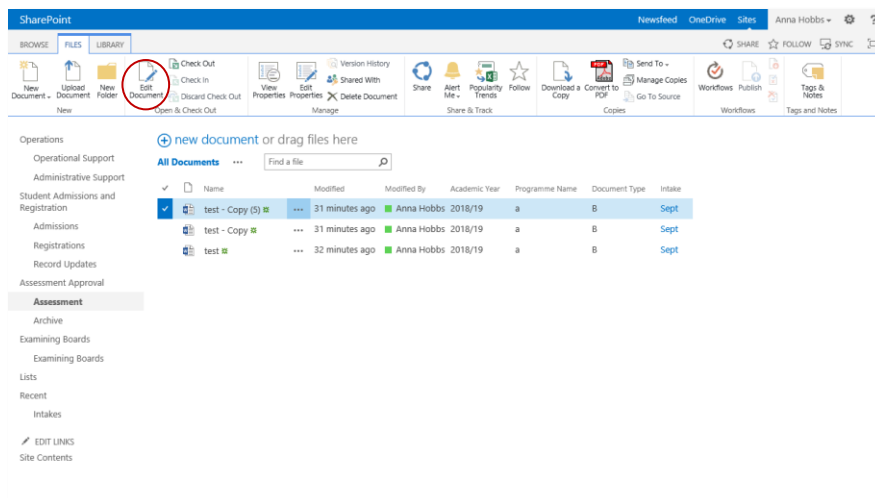 SharePoint Newsfeed OneDrive Sites Anna Hobbs ?
BROWSE FILES LIBRARY SHARE FOLLOW SYNC
New Document Upload Document New Folder
New
Edit Document Check Out Check In Discard Check Out
Open & Check Out
View Properties Edit Properties Version History Shared With Delete Document
Manage
Share Alert Me Popularity Trends Follow
Share & Track
Download a Copy Convert to PDF Send To Manage Copies Go To Source
Copies
Workflows Publish
Workflows
Tags & Notes
Tags and Notes
Operations
Operational Support
Administrative Support
Student Admissions and
Registration
Admissions
Registrations
Record Updates
Assessment Approval
Assessment
Archive
Examining Boards
Examining Boards
Lists
Recent
Intakes
EDIT LINKS
Site Contents
new document or drag files here
All Documents ... Find a file
Name Modified Modified By Academic Year Programme Name Document Type Intake
test - Copy (5) ... 31 minutes ago Anna Hobbs 2018/19 a B Sept
test - Copy ... 31 minutes ago Anna Hobbs 2018/19 a B Sept
test ... 32 minutes ago Anna Hobbs 2018/19 a B Sept